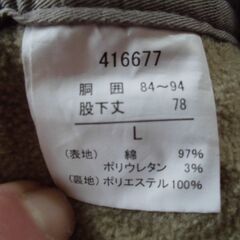 416677
胴囲 84～94
股下丈 78
L
(表地) 綿 97%
ポリウレタン 3%
(裏地) ポリエステル 100%